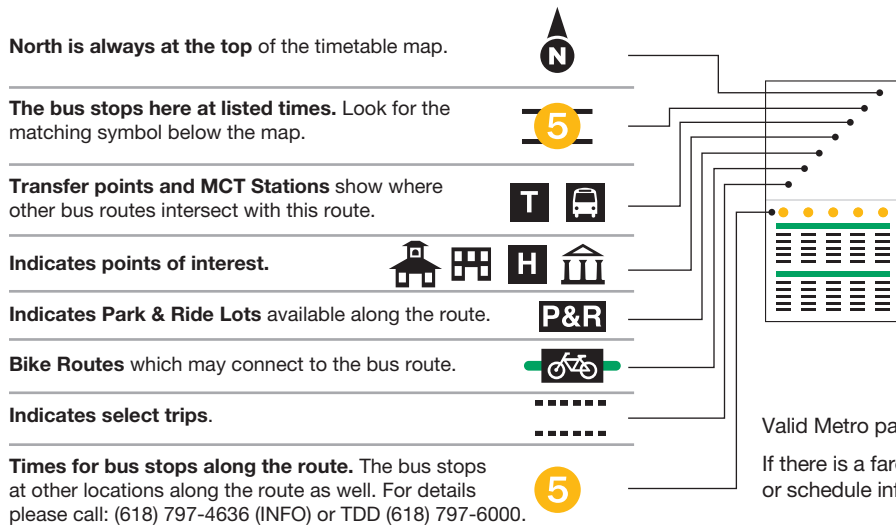 North is always at the top of the timetable map.
N
The bus stops here at listed times. Look for the
matching symbol below the map.
5
Transfer points and MCT Stations show where
other bus routes intersect with this route.
T
Indicates points of interest.
H
Indicates Park & Ride Lots available along the route.
P&R
Bike Routes which may connect to the bus route.
Indicates select trips.
Times for bus stops along the route. The bus stops
at other locations along the route as well. For details
please call: (618) 797-4636 (INFO) or TDD (618) 797-6000.
5
Valid Metro pa
If there is a far
or schedule inf